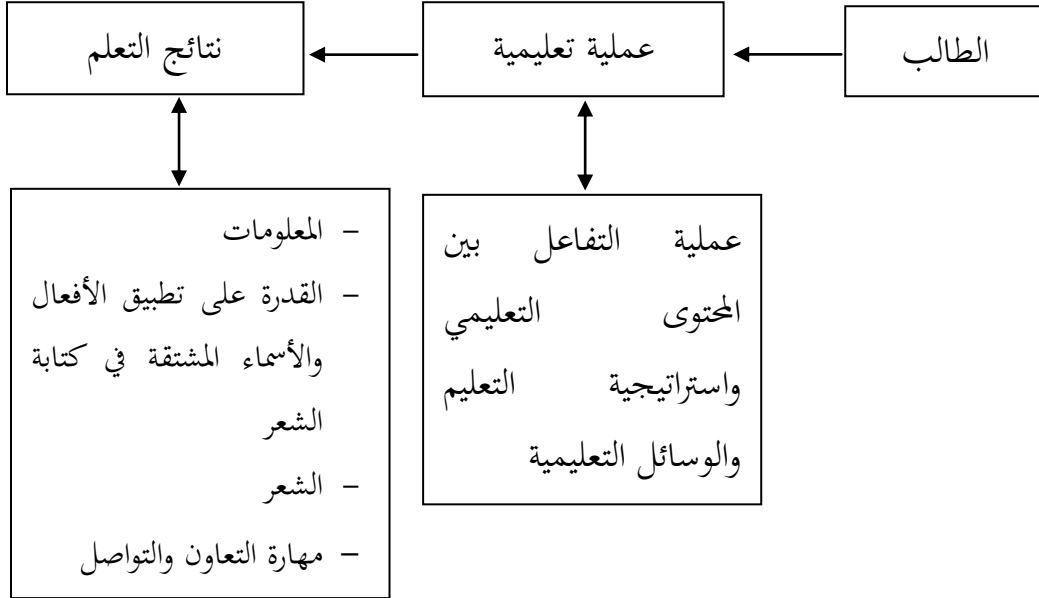 الطالب
عملية تعليمية
نتائج التعلم
عملية التفاعل بين
المحتوى التعليمي
واستراتيجية التعليم
والوسائل التعليمية
– المعلومات
– القدرة على تطبيق الأفعال
والأسماء المشتقة في كتابة
الشعر
– الشعر
– مهارة التعاون والتواصل